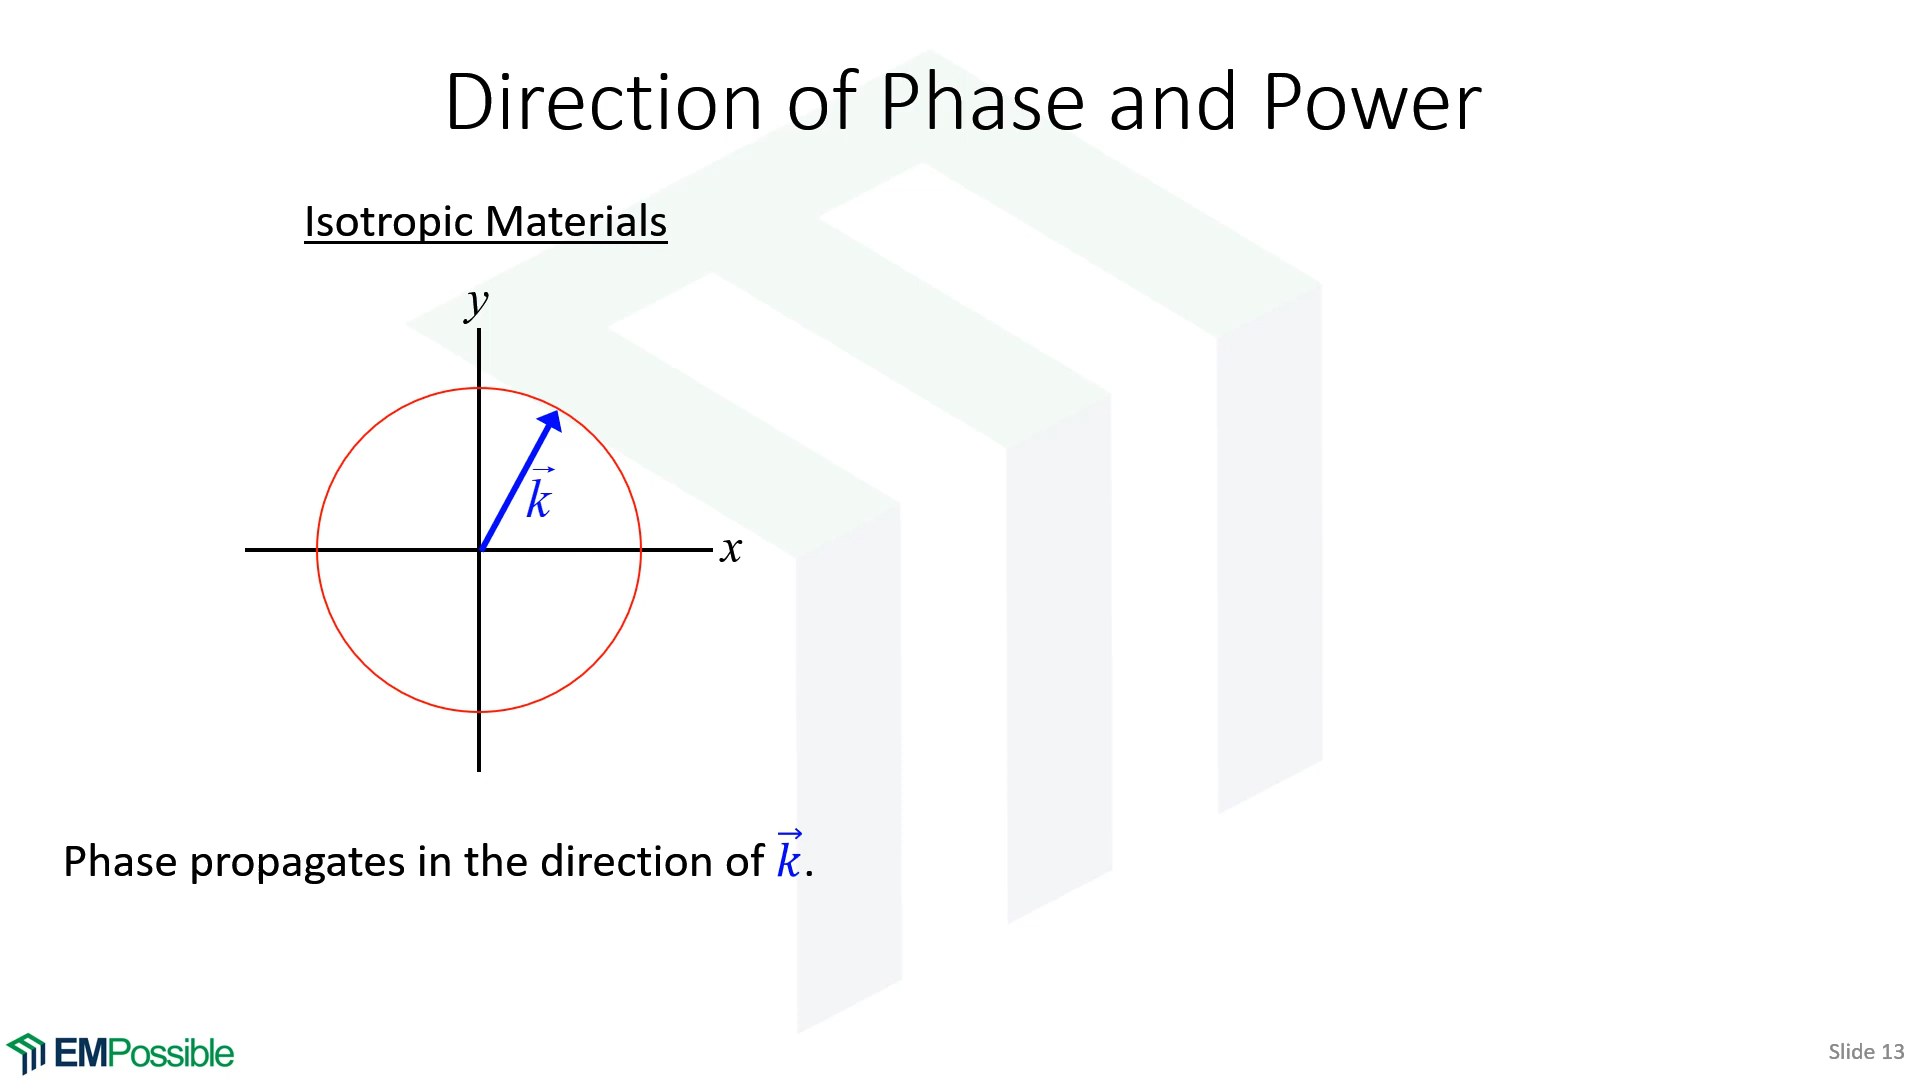 Direction of Phase and Power
Isotropic Materials
y
k⃗
x
Phase propagates in the direction of k⃗.
EMPossible
Slide 13